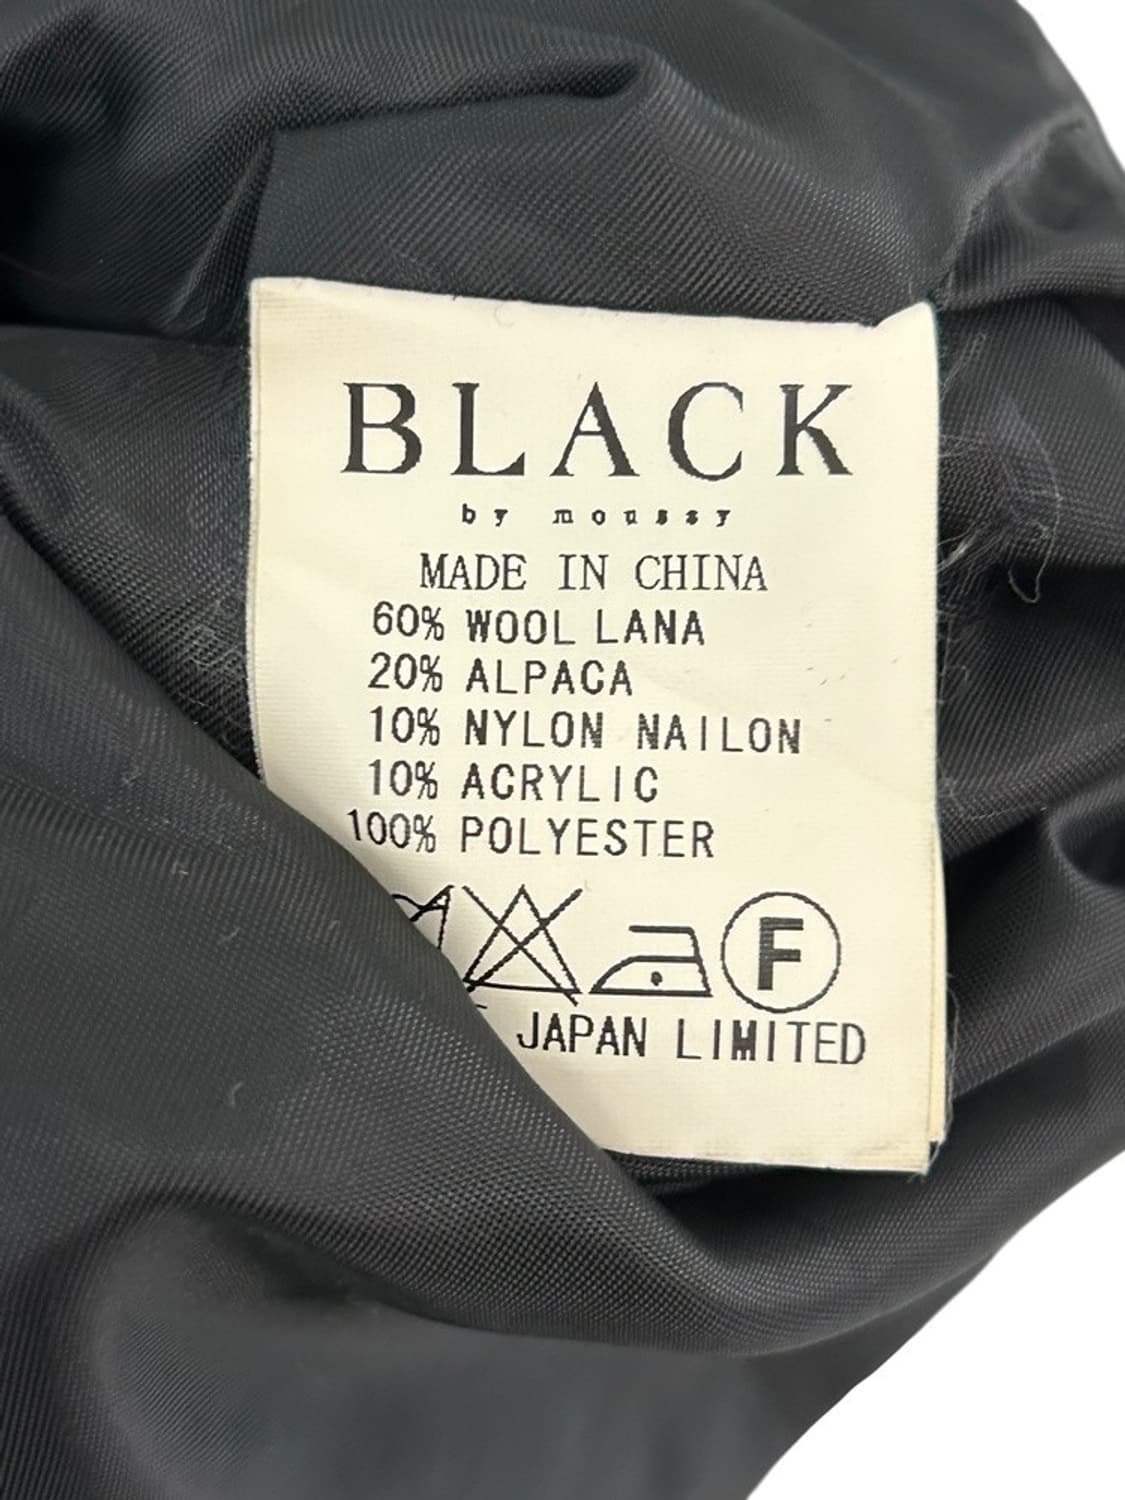 BLACK
by moussy
MADE IN CHINA
60% WOOL LANA
20% ALPACA
10% NYLON NAILON
10% ACRYLIC
100% POLYESTER
F
JAPAN LIMITED